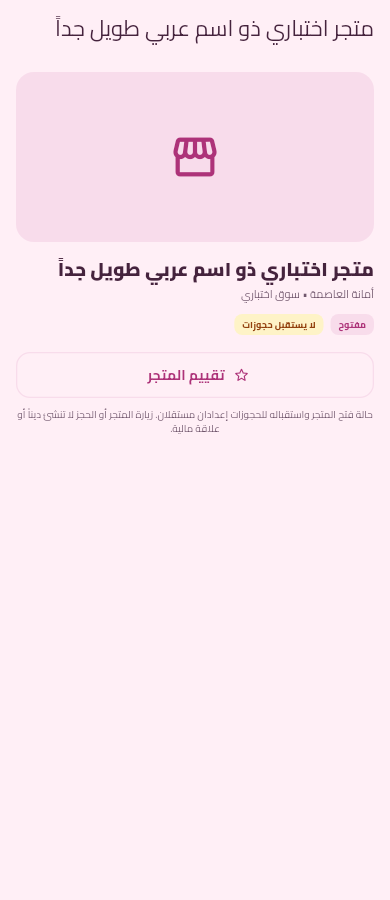 متجر اختباري ذو اسم عربي طويل جداً
متجر اختباري ذو اسم عربي طويل جداً
أمانة العاصمة • سوق اختباري
مفتوح
لا يستقبل حجوزات
تقييم المتجر
حالة فتح المتجر واستقباله للحجوزات إعدادان مستقلان. زيارة المتجر أو الحجز لا تنشئ ديناً أو
علاقة مالية.